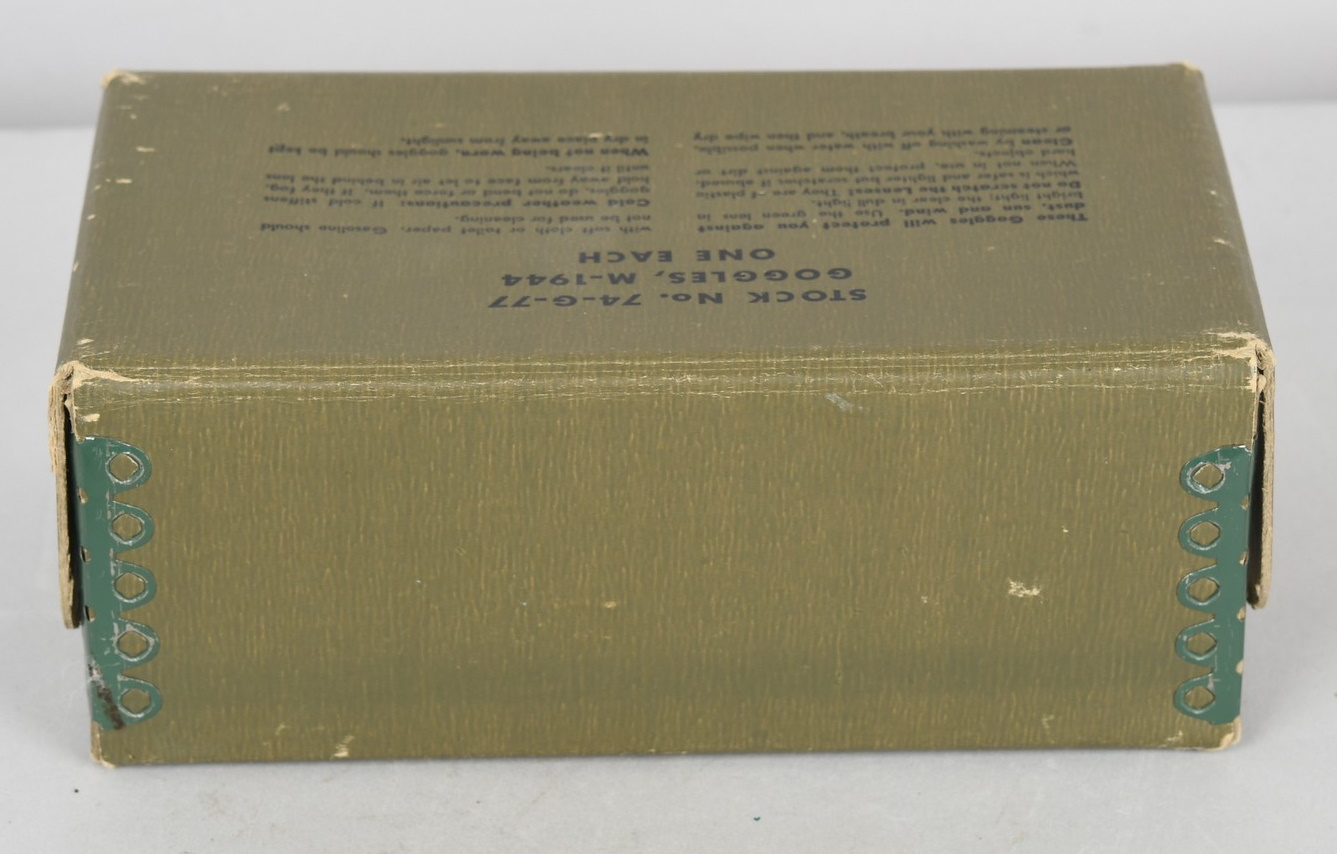 STOCK No. 74-G-77
GOGGLES, M-1944
ONE EACH
These Goggles will protect you against
dust, sun and wind. Use the green lens in
bright light; the clear in dull light.
Do not scratch the Lenses! They are of plastic
which is safer and lighter but scratches if abused.
When not in use, protect them against dirt or
hard objects.
Clean by washing off with water when possible,
or cleaning with your breath, and then wipe dry
with soft cloth or toilet paper. Gasoline should
not be used for cleaning.
Cold weather precautions: If cold stiffens
goggles, do not bend or force them. If they fog,
hold away from face to let air in behind the lens
until it clears.
When not being worn, goggles should be kept
in dry place away from sunlight.